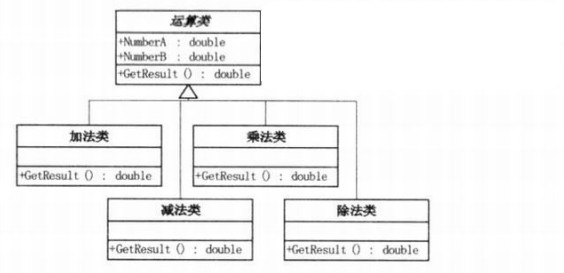 运算类
+NumberA : double
+NumberB : double
+GetResult() : double
加法类
+GetResult() : double
乘法类
+GetResult() : double
减法类
+GetResult() : double
除法类
+GetResult() : double